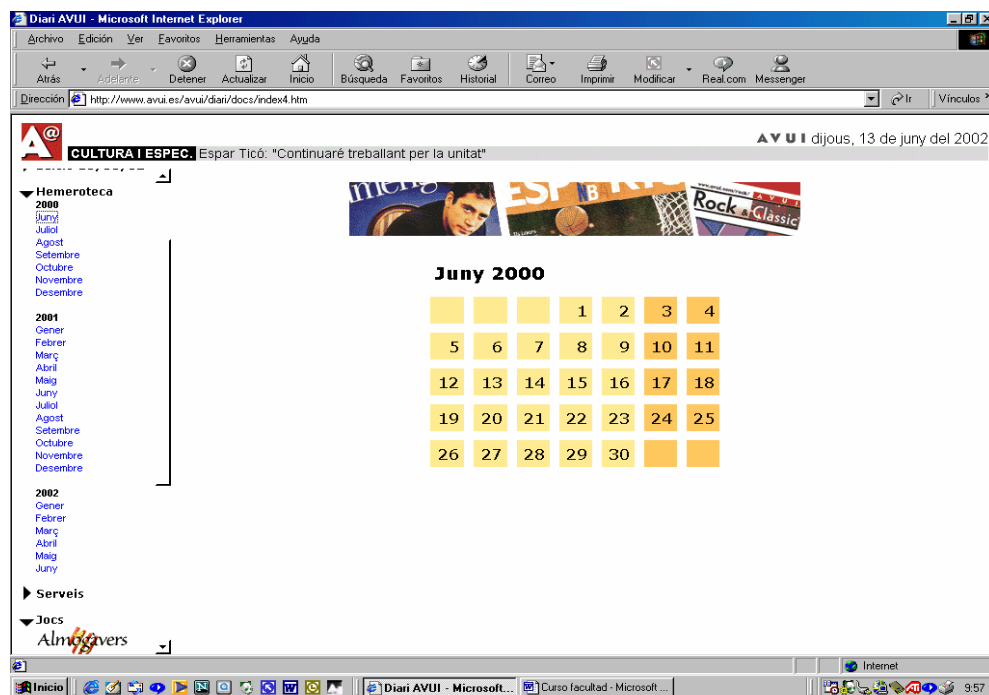 Diari AVUI - Microsoft Internet Explorer
Archivo Edición Ver Favoritos Herramientas Ayuda
Atrás Adelante Detener Actualizar Inicio Búsqueda Favoritos Historial Correo Imprimir Modificar Real.com Messenger
Dirección http://www.avui.es/avui/diari/docs/index4.htm Ir Vínculos
A@
AVUI dijous, 13 de juny del 2002
CULTURA I ESPEC. Espar Ticó: "Continuaré treballant per la unitat"
Hemeroteca
2000
Juny
Juliol
Agost
Setembre
Octubre
Novembre
Desembre
2001
Gener
Febrer
Març
Abril
Maig
Juny
Juliol
Agost
Setembre
Octubre
Novembre
Desembre
2002
Gener
Febrer
Març
Abril
Maig
Juny
Serveis
Jocs
Almogàvers
NBA
Rock & Clàssic
Juny 2000
1 2 3 4
5 6 7 8 9 10 11
12 13 14 15 16 17 18
19 20 21 22 23 24 25
26 27 28 29 30
Internet
Inicio Diari AVUI - Microsoft... Curso facultad - Microsoft ... 9:57